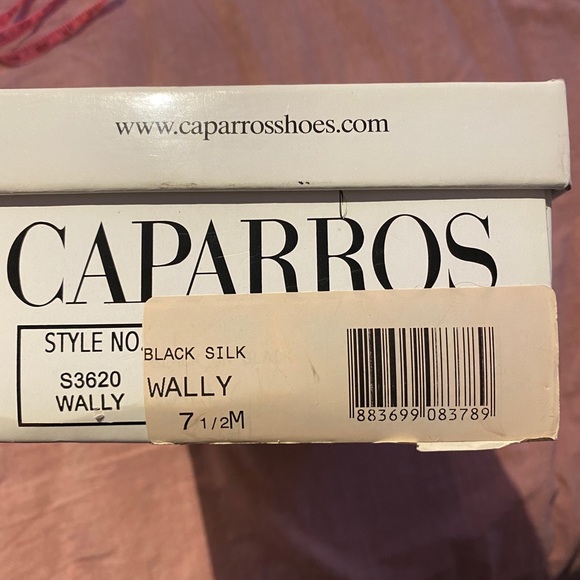 www.caparrosshoes.com
CAPARROS
STYLE NO.
S3620
WALLY
BLACK SILK
WALLY
7 1/2M
883699 083789